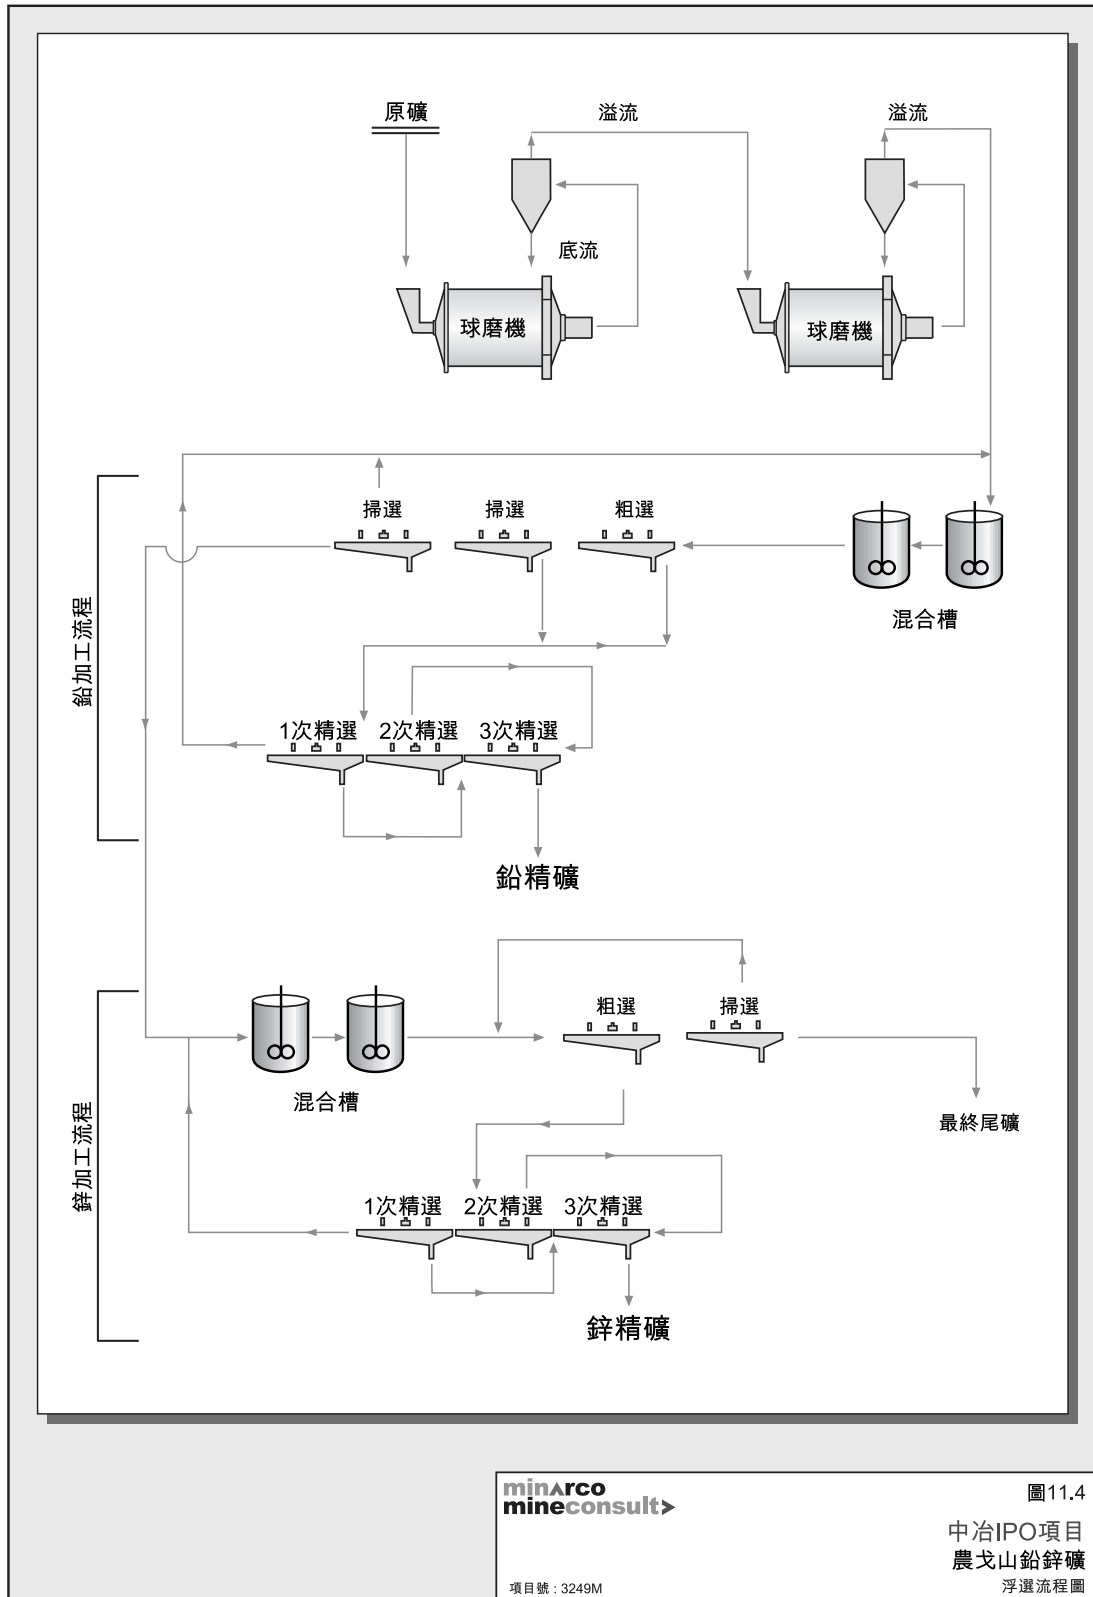 原礦
溢流
溢流
底流
球磨機
球磨機
鉛加工流程
掃選
掃選
粗選
混合槽
1次精選
2次精選
3次精選
鉛精礦
鋅加工流程
粗選
掃選
混合槽
最終尾礦
1次精選
2次精選
3次精選
鋅精礦
minarco
mineconsult
圖11.4
中冶IPO項目
農戈山鉛鋅礦
項目號 : 3249M
浮選流程圖